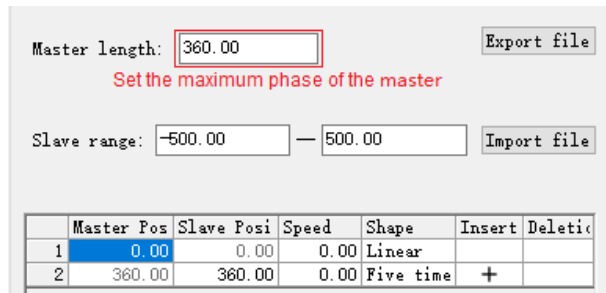 Master length: 360.00 Export file
Set the maximum phase of the master
Slave range: -500.00 — 500.00 Import file
Master Pos Slave Posi Speed Shape Insert Deletic
1 0.00 0.00 0.00 Linear
2 360.00 360.00 0.00 Five time +